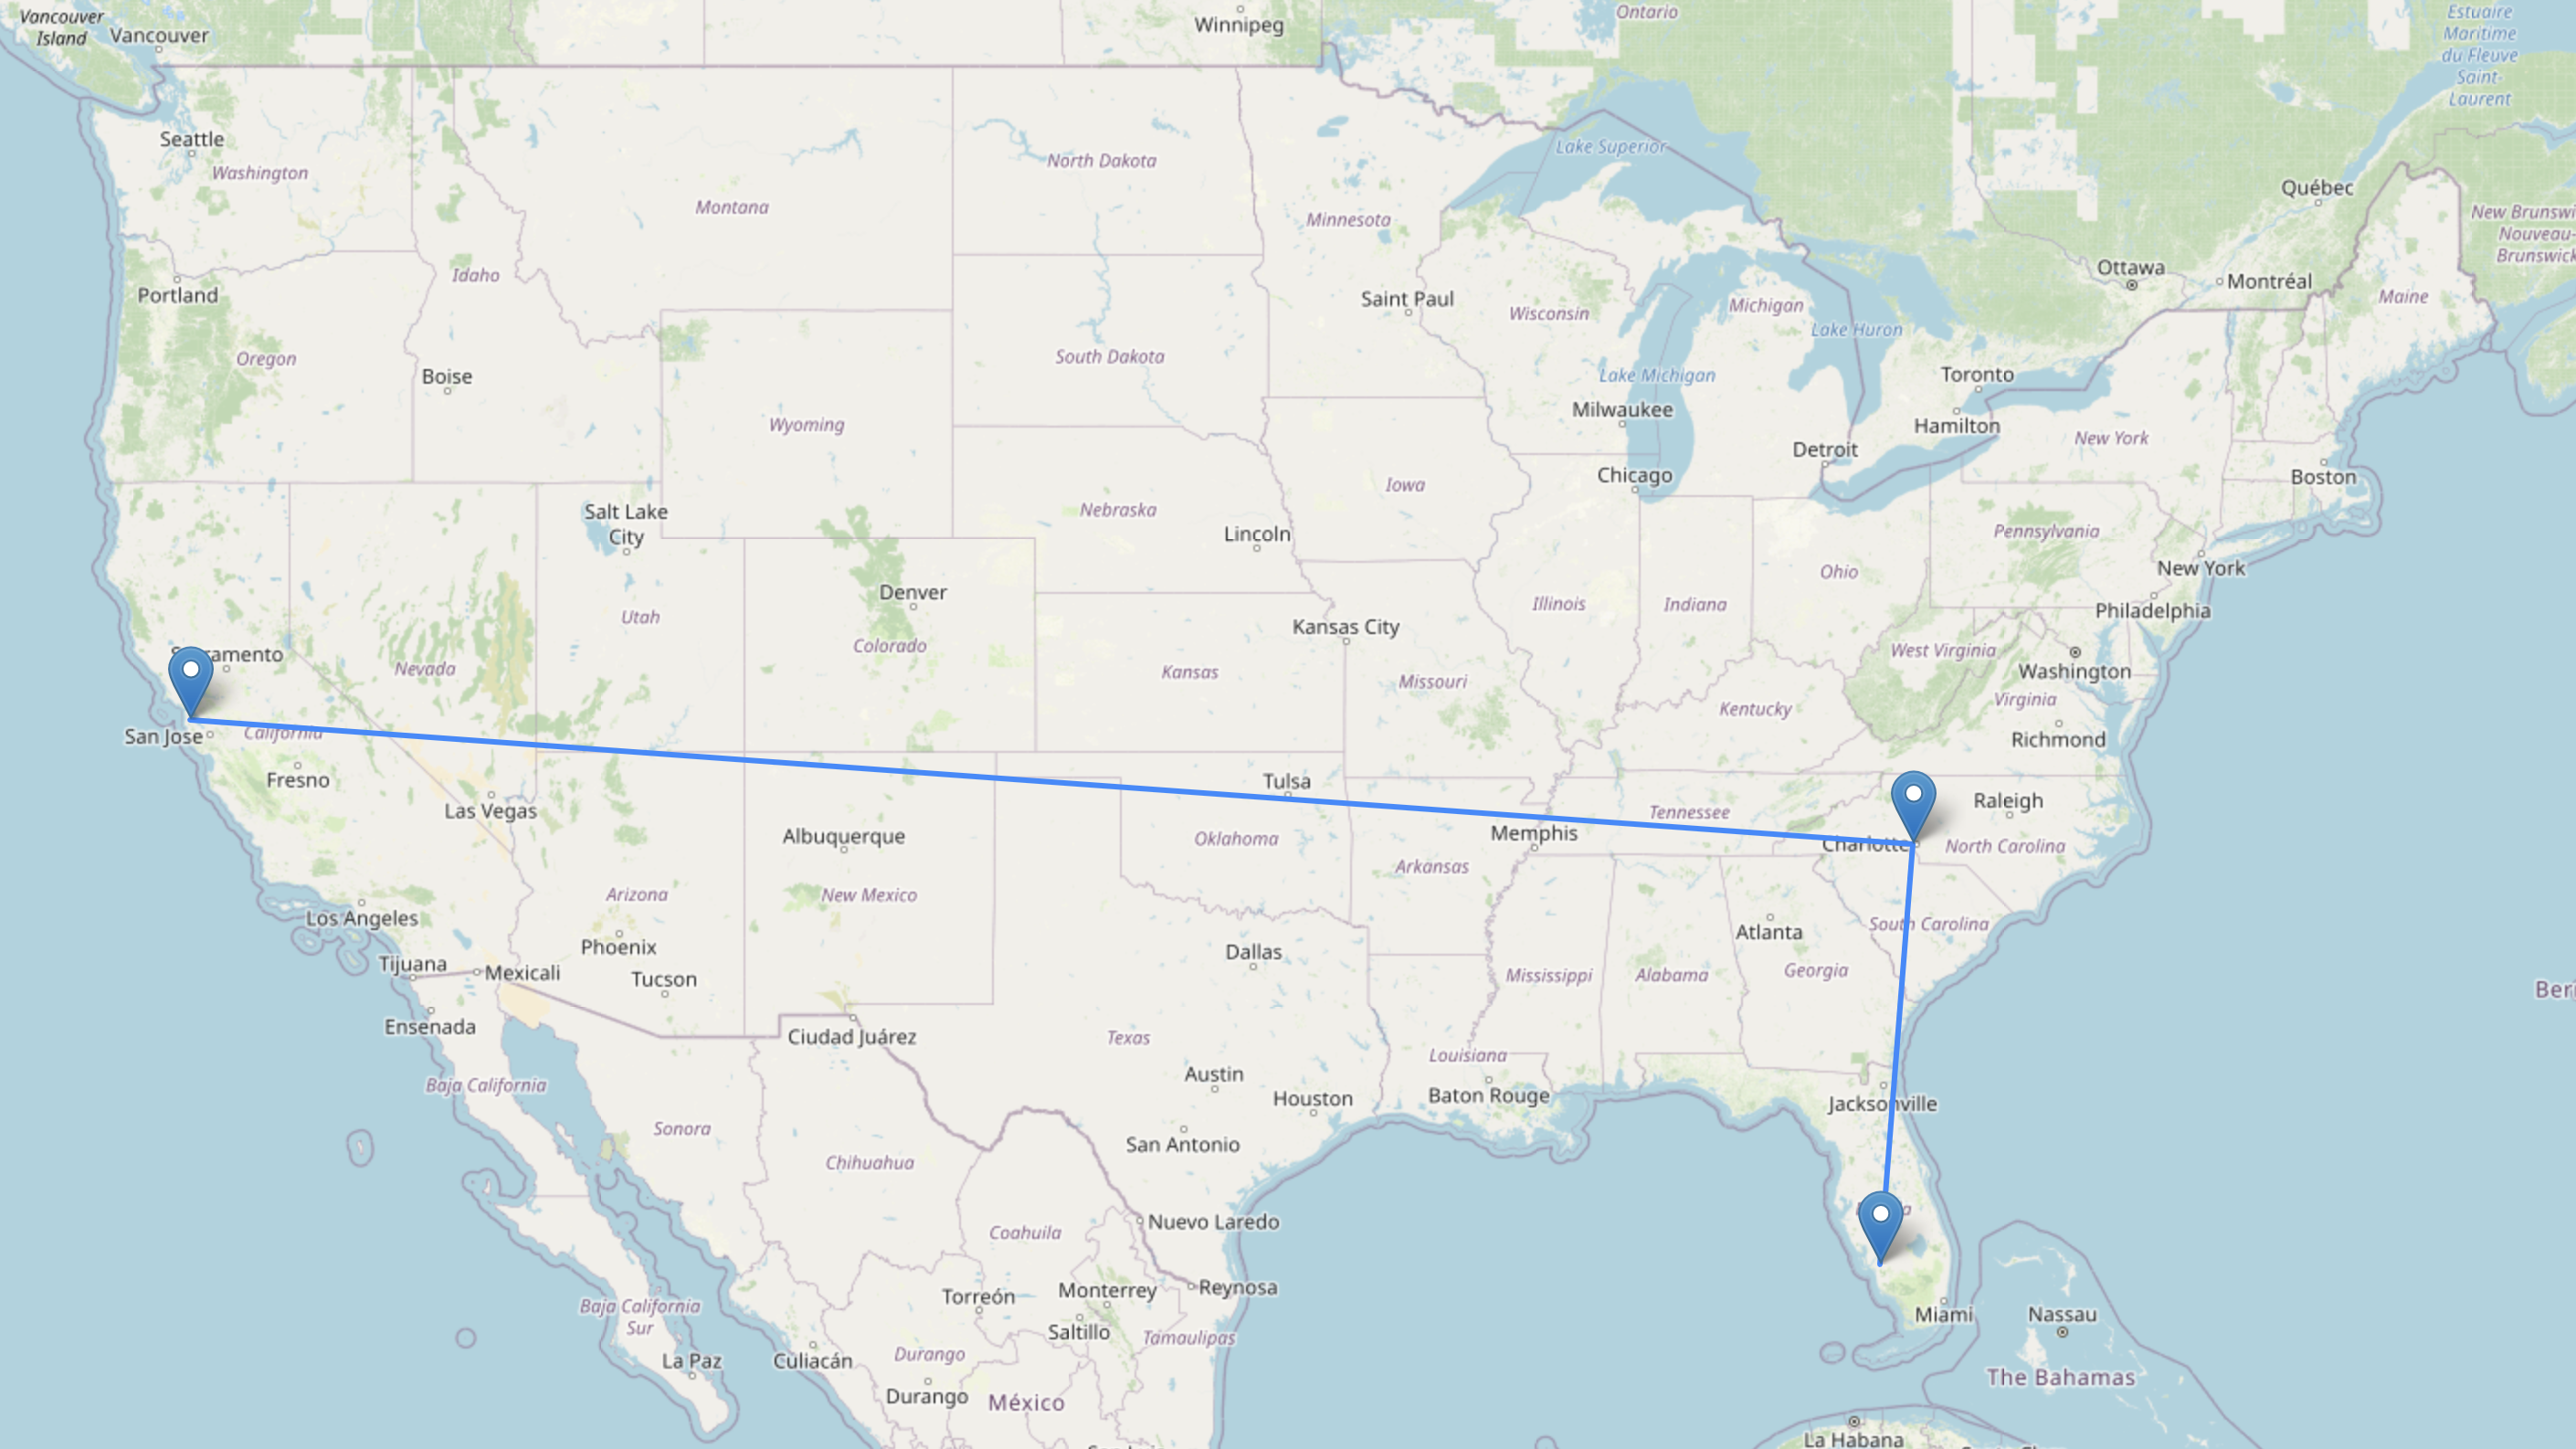 Vancouver
Island
Vancouver
Winnipeg
Ontario
Estuaire
Maritime
du Fleuve
Saint-
Laurent
Seattle
Washington
Montana
North Dakota
Minnesota
Lake Superior
Québec
New Brunswi
Nouveau-
Brunswick
Portland
Idaho
Saint Paul
Wisconsin
Michigan
Lake Huron
Ottawa
Montréal
Maine
Oregon
Boise
South Dakota
Lake Michigan
Toronto
Wyoming
Milwaukee
Hamilton
New York
Detroit
Chicago
Boston
Iowa
Salt Lake
City
Nebraska
Lincoln
Pennsylvania
New York
Ohio
Denver
Utah
Colorado
Kansas City
Illinois
Indiana
Philadelphia
West Virginia
Washington
ramento
Nevada
Kansas
Missouri
Kentucky
Virginia
Richmond
San Jose
California
Fresno
Las Vegas
Tulsa
Tennessee
Raleigh
Albuquerque
Oklahoma
Memphis
Charlotte
North Carolina
Arkansas
Arizona
New Mexico
Los Angeles
Phoenix
Dallas
Atlanta
South Carolina
Tijuana
Mexicali
Tucson
Mississippi
Alabama
Georgia
Ber
Ensenada
Ciudad Juárez
Texas
Louisiana
Baja California
Austin
Houston
Baton Rouge
Jacksonville
Sonora
Chihuahua
San Antonio
Coahuila
Nuevo Laredo
Torreón
Monterrey
Reynosa
Baja California
Sur
Saltillo
Tamaulipas
Miami
Nassau
La Paz
Culiacán
Durango
The Bahamas
Durango
México
La Habana